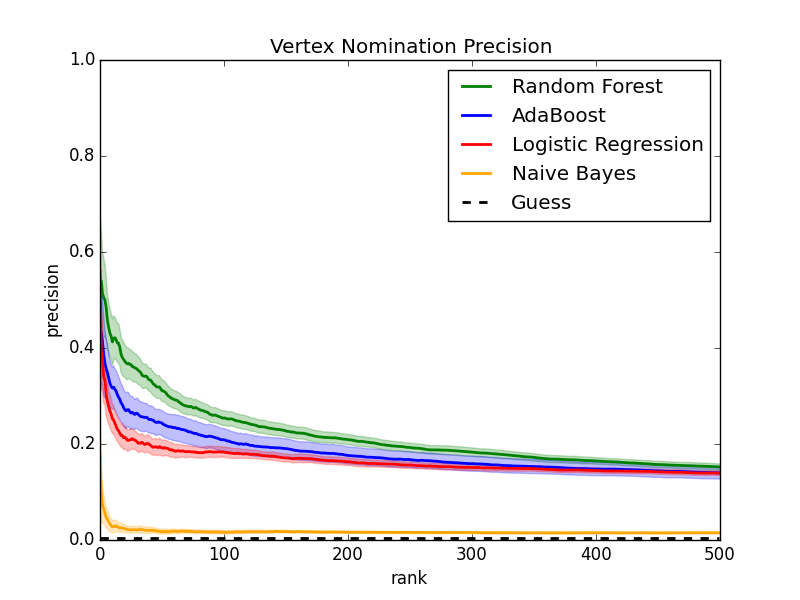 Vertex Nomination Precision
1.0
0.8
0.6
0.4
0.2
0.0
precision
Random Forest
AdaBoost
Logistic Regression
Naive Bayes
Guess
0 100 200 300 400 500
rank